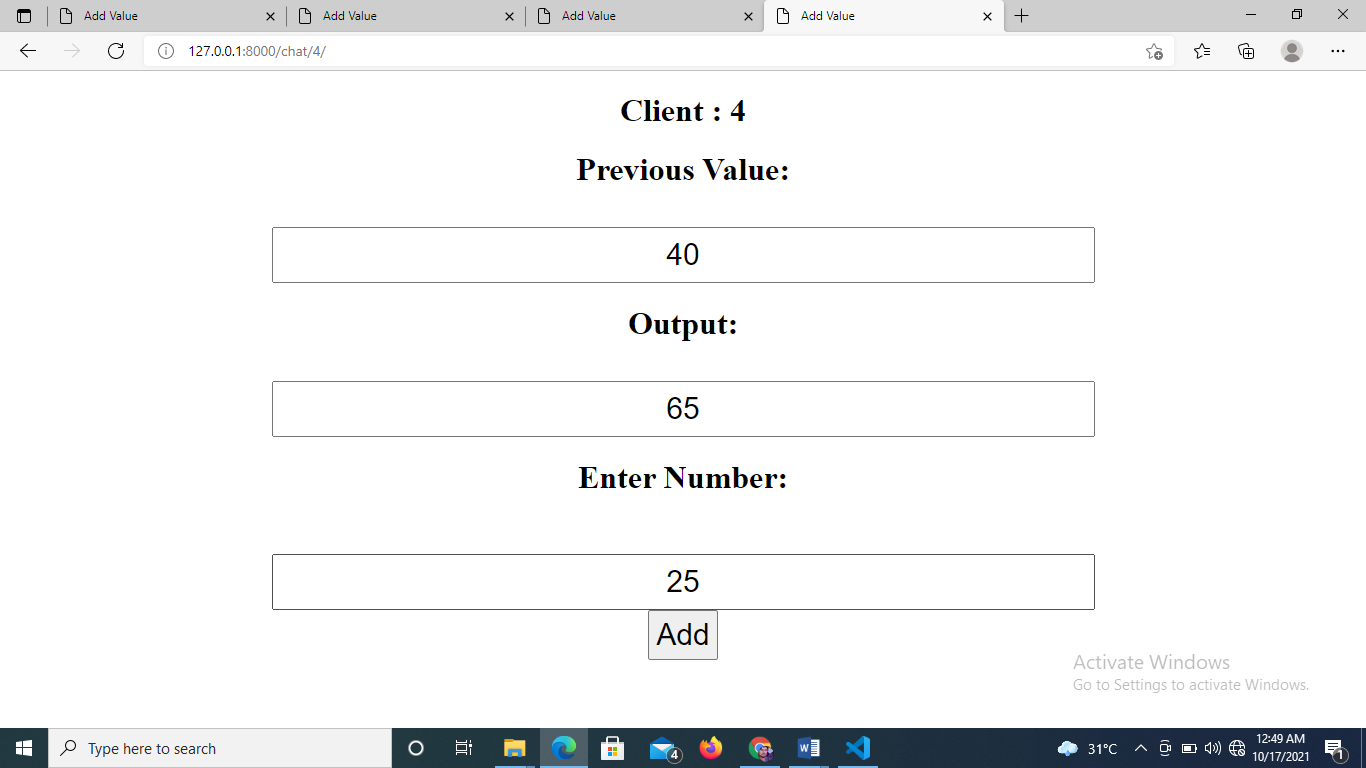 Add Value
Add Value
Add Value
Add Value
127.0.0.1:8000/chat/4/
Client : 4
Previous Value:
40
Output:
65
Enter Number:
25
Add
Activate Windows
Go to Settings to activate Windows.
Type here to search
4
31°C
12:49 AM
10/17/2021
1